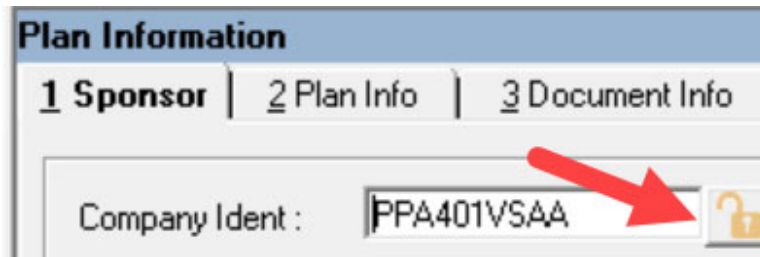 Plan Information
1 Sponsor 2 Plan Info 3 Document Info
Company Ident : PPA401VSAA